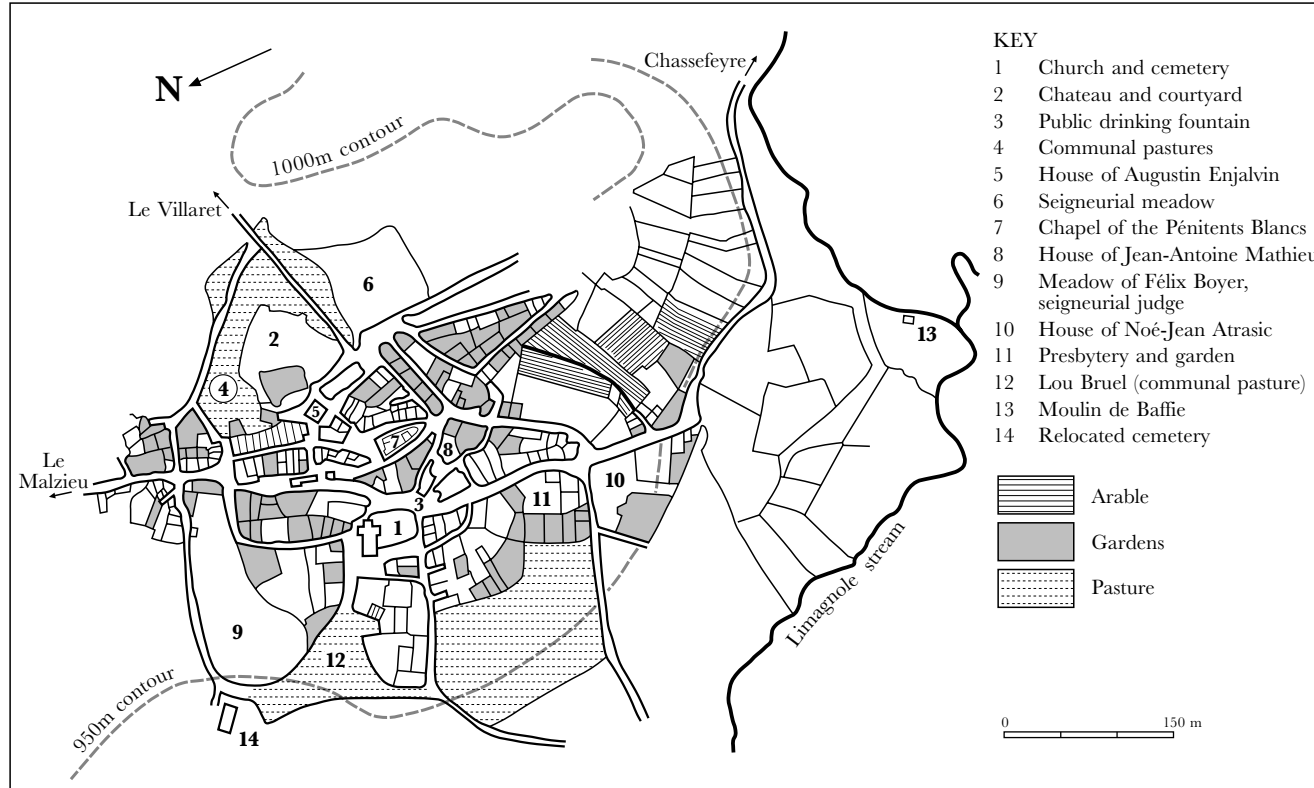 N
Chassefeyre
1000m contour
Le Villaret
6
2
4
5
7
8
Le
Malzieu
3
1
11
10
13
9
12
14
950m contour
Limagnole stream
KEY
1 Church and cemetery
2 Chateau and courtyard
3 Public drinking fountain
4 Communal pastures
5 House of Augustin Enjalvin
6 Seigneurial meadow
7 Chapel of the Pénitents Blancs
8 House of Jean-Antoine Mathieu
9 Meadow of Félix Boyer,
seigneurial judge
10 House of Noé-Jean Atrasic
11 Presbytery and garden
12 Lou Bruel (communal pasture)
13 Moulin de Baffie
14 Relocated cemetery
Arable
Gardens
Pasture
0 150 m